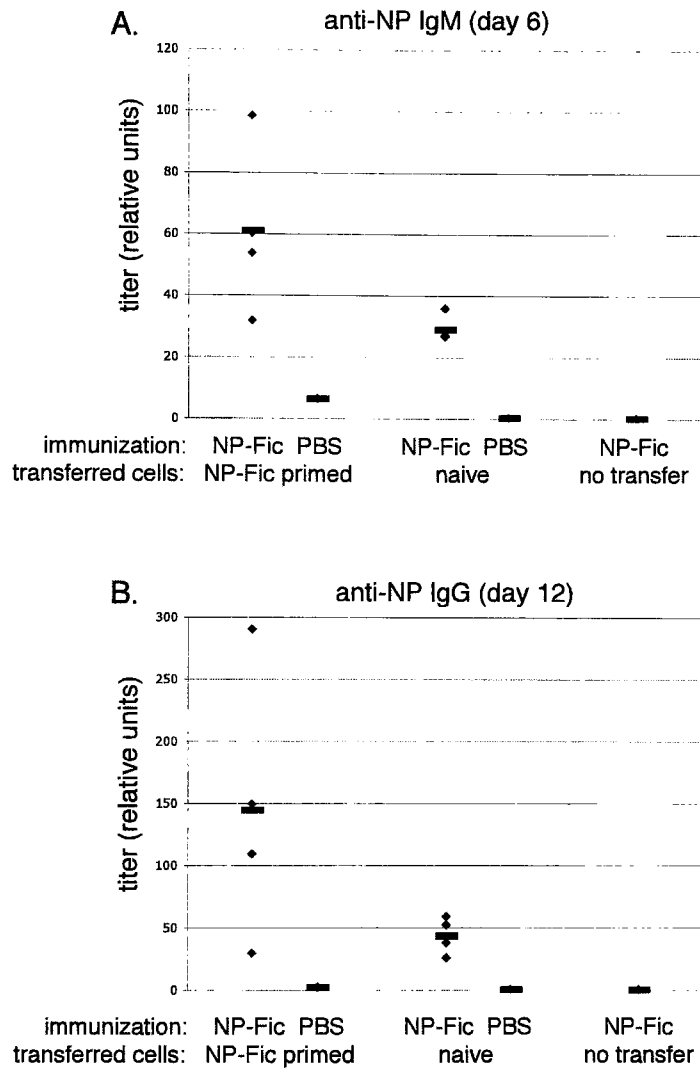 A.
anti-NP IgM (day 6)
titer (relative units)
120
100
80
60
40
20
0
immunization: NP-Fic PBS NP-Fic PBS NP-Fic
transferred cells: NP-Fic primed naive no transfer
B.
anti-NP IgG (day 12)
titer (relative units)
300
250
200
150
100
50
0
immunization: NP-Fic PBS NP-Fic PBS NP-Fic
transferred cells: NP-Fic primed naive no transfer